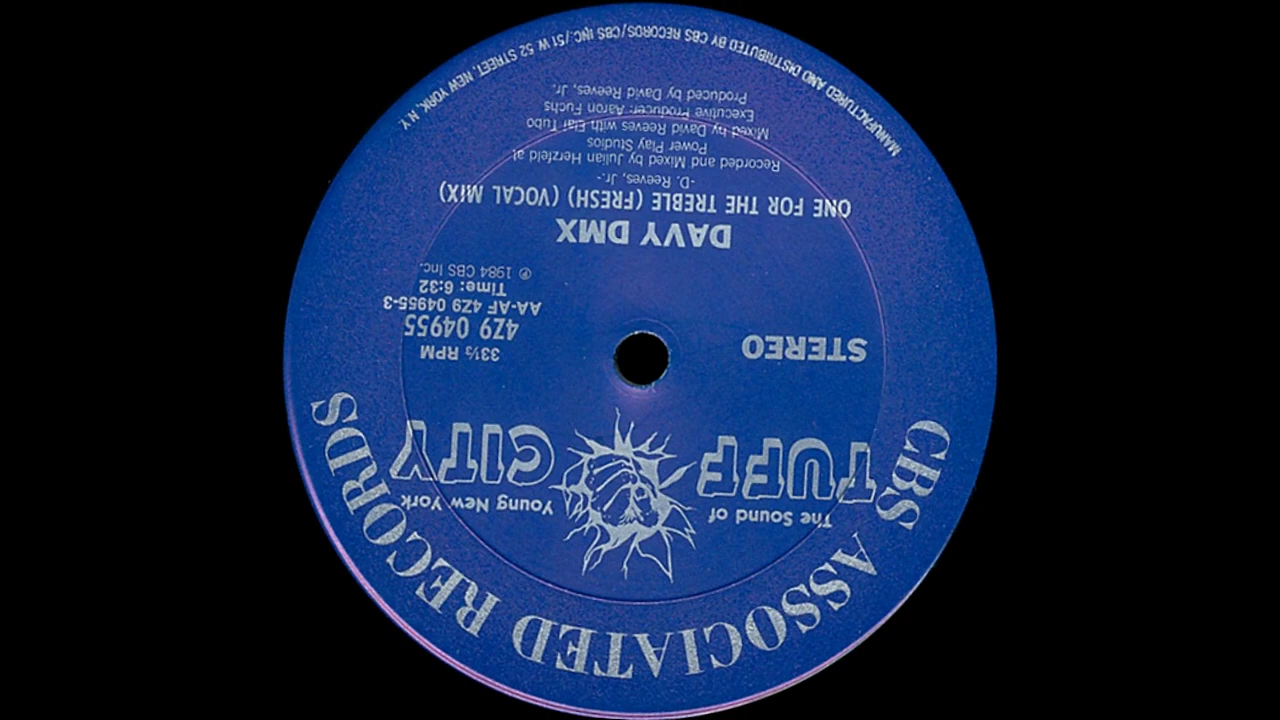 CBS ASSOCIATED RECORDS
The Sound of Young New York
TUFF CITY
STEREO
33⅓ RPM
4Z9 04955
AA-AF 4Z9 04955-3
Time: 6:32
℗ 1984 CBS Inc.
DAVY DMX
ONE FOR THE TREBLE (FRESH) (VOCAL MIX)
-D. Reeves, Jr.-
Recorded and Mixed by Julian Herzfeld at
Power Play Studios
Mixed by David Reeves with Elai Tubo
Executive Producer: Aaron Fuchs
Produced by David Reeves, Jr.
MANUFACTURED AND DISTRIBUTED BY CBS RECORDS/CBS INC./51 W 52 STREET, NEW YORK, N.Y.